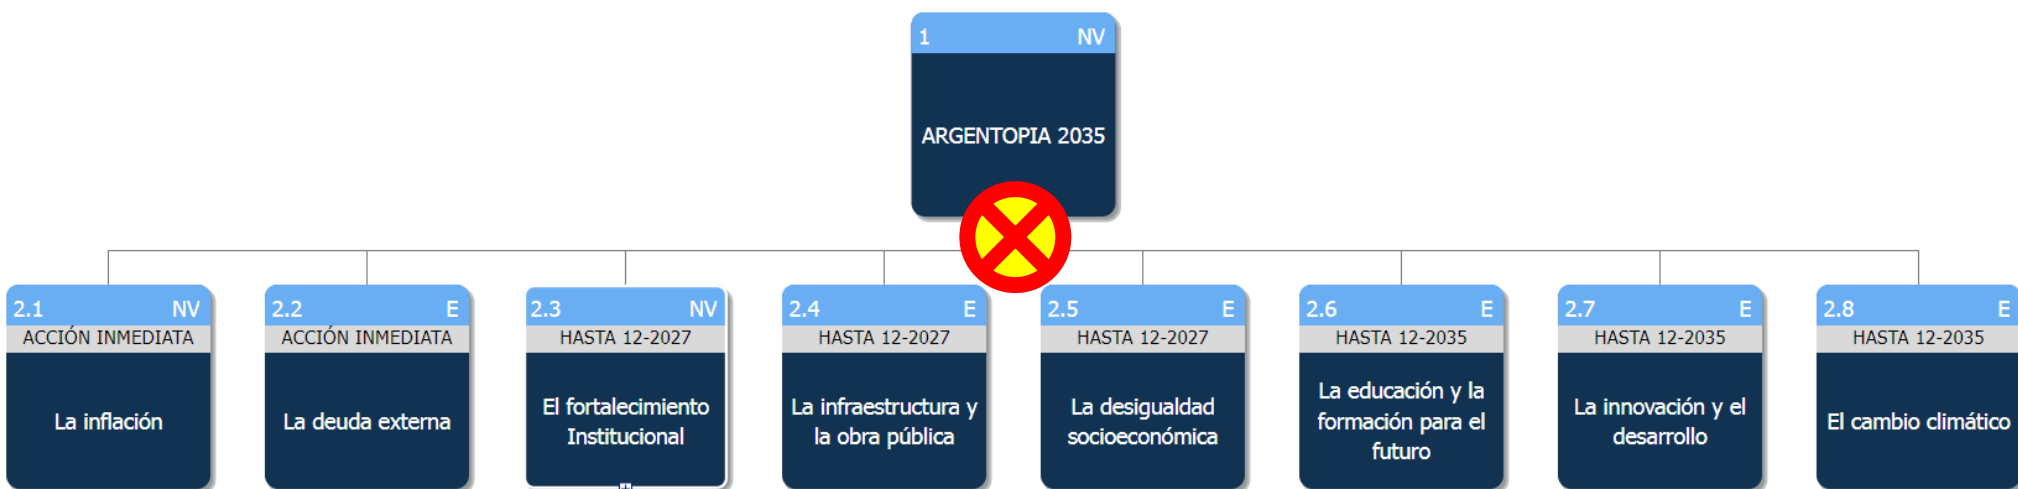 1 NV
ARGENTOPIA 2035
2.1 NV
ACCIÓN INMEDIATA
La inflación
2.2 E
ACCIÓN INMEDIATA
La deuda externa
2.3 NV
HASTA 12-2027
El fortalecimiento
Institucional
2.4 E
HASTA 12-2027
La infraestructura y
la obra pública
2.5 E
HASTA 12-2027
La desigualdad
socioeconómica
2.6 E
HASTA 12-2035
La educación y la
formación para el
futuro
2.7 E
HASTA 12-2035
La innovación y el
desarrollo
2.8 E
HASTA 12-2035
El cambio climático